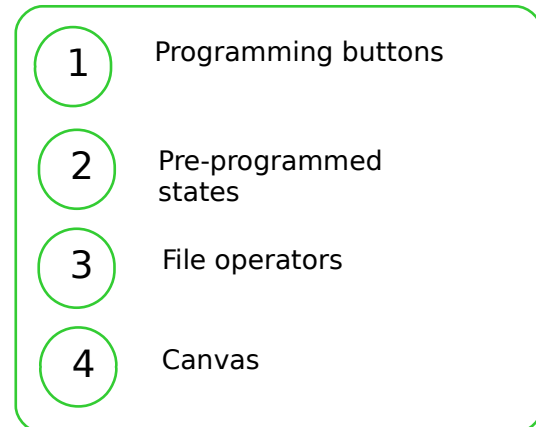 1 Programming buttons
2 Pre-programmed
states
3 File operators
4 Canvas